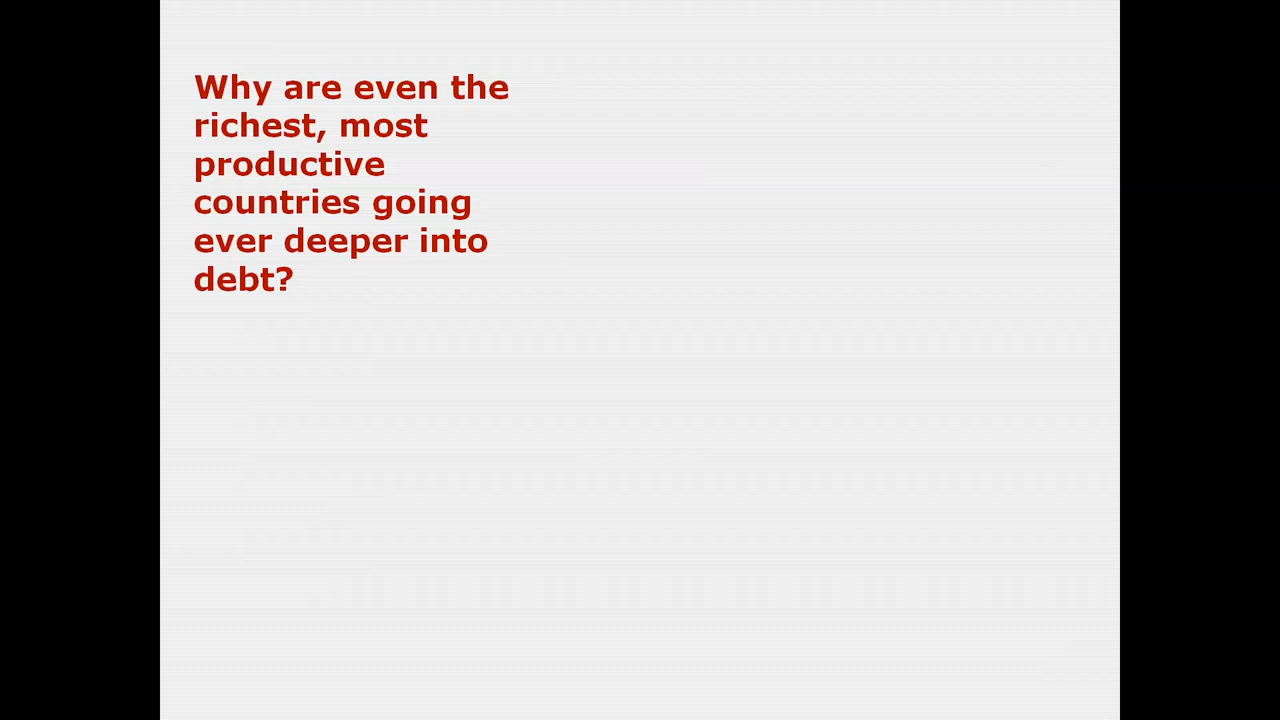 Why are even the
richest, most
productive
countries going
ever deeper into
debt?